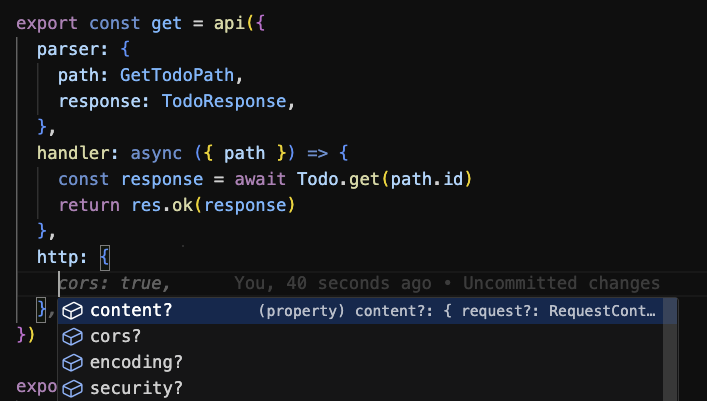 export const get = api({
parser: {
path: GetTodoPath,
response: TodoResponse,
},
handler: async ({ path }) => {
const response = await Todo.get(path.id)
return res.ok(response)
},
http: {
cors: true, You, 40 seconds ago • Uncommitted changes
}, content? (property) content?: { request?: RequestCont…
}) cors?
encoding?
expo security?